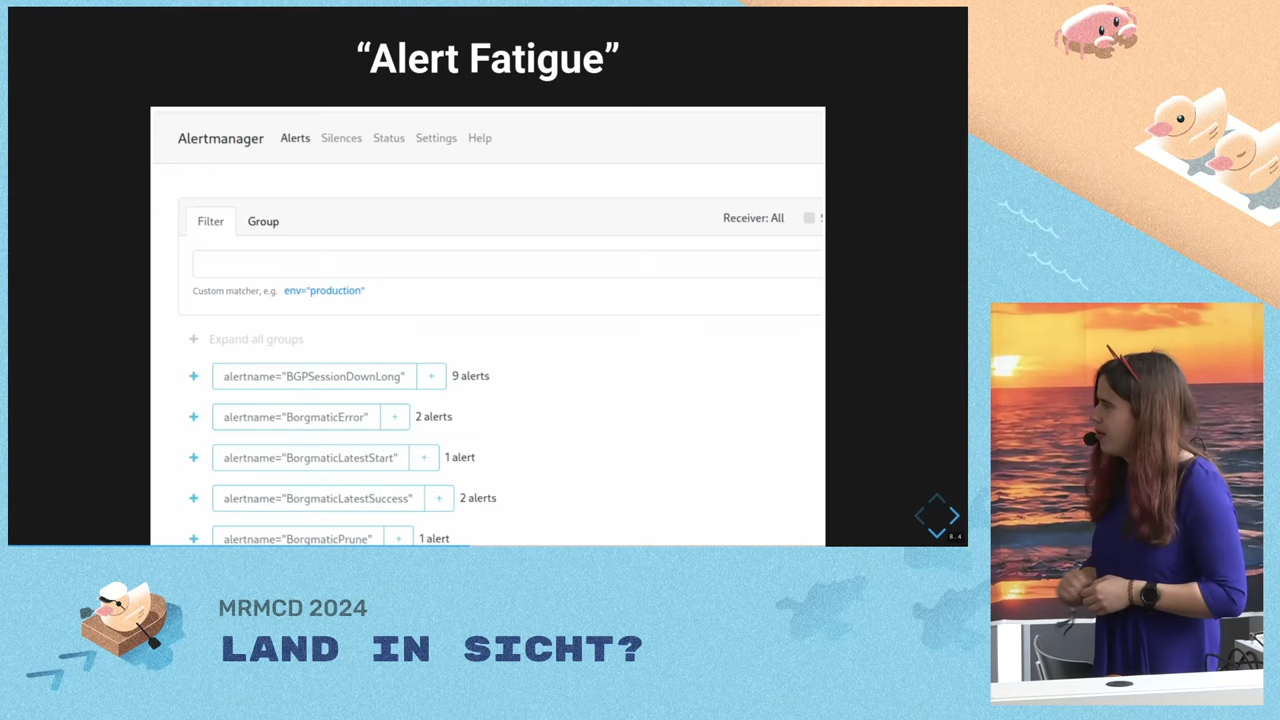 “Alert Fatigue”
Alertmanager Alerts Silences Status Settings Help
Filter Group Receiver: All
Custom matcher, e.g. env="production"
+ Expand all groups
+ alertname="BGPSessionDownLong" + 9 alerts
+ alertname="BorgmaticError" + 2 alerts
+ alertname="BorgmaticLatestStart" + 1 alert
+ alertname="BorgmaticLatestSuccess" + 2 alerts
+ alertname="BorgmaticPrune" + 1 alert
8.4
MRMCD 2024
LAND IN SICHT?